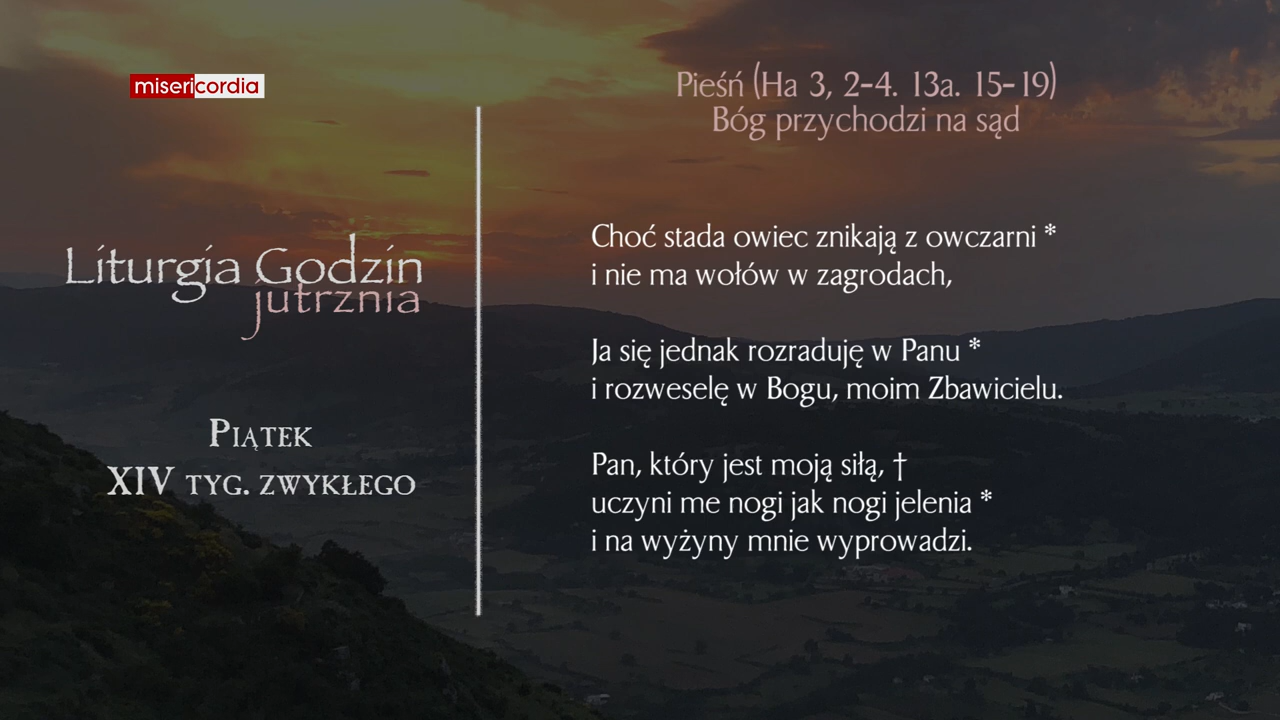 misericordia
Liturgia Godzin
jutrznia
Piątek
XIV tyg. zwykłego
Pieśń (Ha 3, 2-4. 13a. 15-19)
Bóg przychodzi na sąd
Choć stada owiec znikają z owczarni *
i nie ma wołów w zagrodach,
Ja się jednak rozraduję w Panu *
i rozweselę w Bogu, moim Zbawicielu.
Pan, który jest moją siłą, †
uczyni me nogi jak nogi jelenia *
i na wyżyny mnie wyprowadzi.